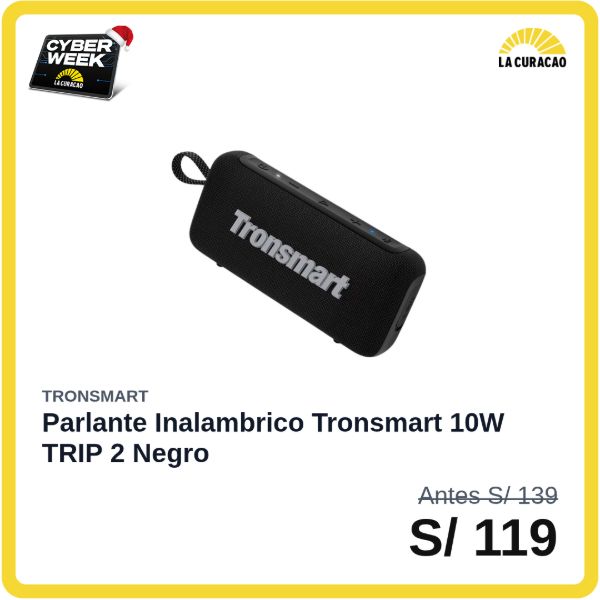 CYBER
WEEK
LA CURACAO
LA CURACAO
Tronsmart
TRONSMART
Parlante Inalambrico Tronsmart 10W
TRIP 2 Negro
Antes S/ 139
S/ 119